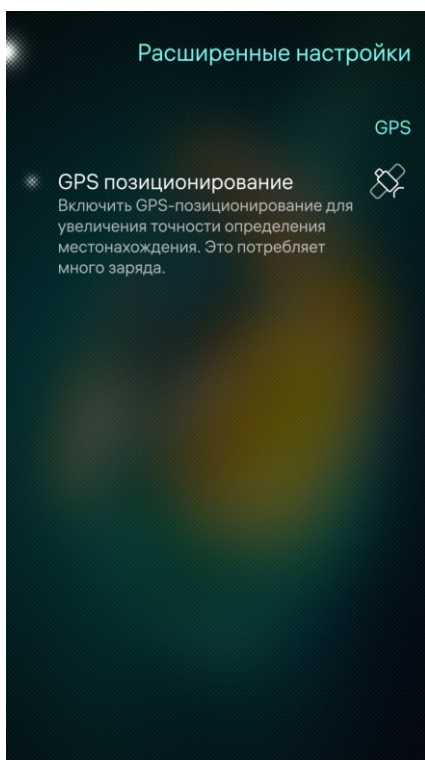 Расширенные настройки
GPS
GPS позиционирование
Включить GPS-позиционирование для
увеличения точности определения
местонахождения. Это потребляет
много заряда.